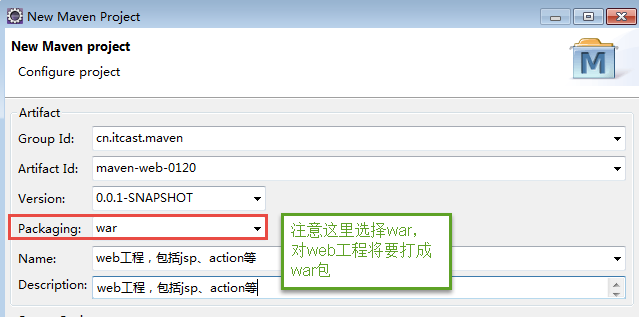 New Maven Project
New Maven project
Configure project
M
Artifact
Group Id: cn.itcast.maven
Artifact Id: maven-web-0120
Version: 0.0.1-SNAPSHOT
Packaging: war
注意这里选择war，
对web工程将要打成
war包
Name: web工程，包括jsp、action等
Description: web工程，包括jsp、action等